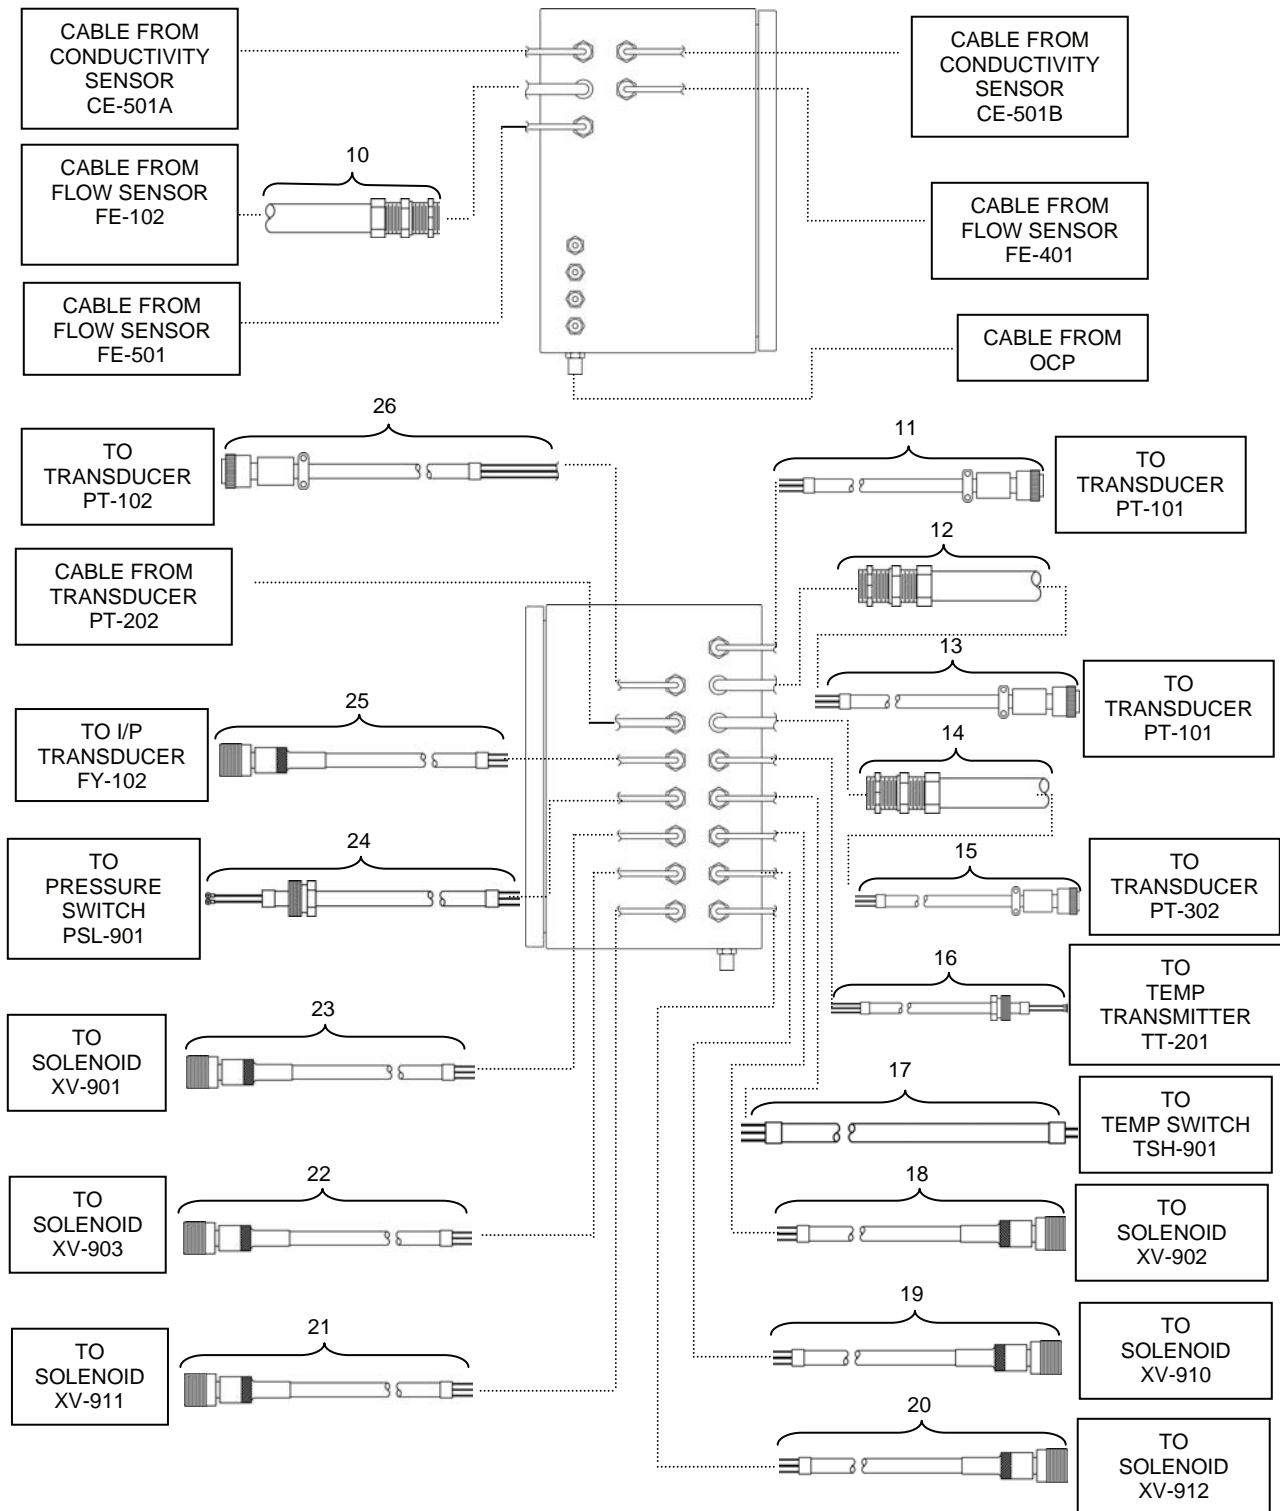 CABLE FROM
CONDUCTIVITY
SENSOR
CE-501A
CABLE FROM
CONDUCTIVITY
SENSOR
CE-501B
CABLE FROM
FLOW SENSOR
FE-102
10
CABLE FROM
FLOW SENSOR
FE-401
CABLE FROM
FLOW SENSOR
FE-501
CABLE FROM
OCP
26
TO
TRANSDUCER
PT-102
11
TO
TRANSDUCER
PT-101
CABLE FROM
TRANSDUCER
PT-202
12
13
TO
TRANSDUCER
PT-101
25
TO I/P
TRANSDUCER
FY-102
14
24
TO
PRESSURE
SWITCH
PSL-901
15
TO
TRANSDUCER
PT-302
16
TO
TEMP
TRANSMITTER
TT-201
23
TO
SOLENOID
XV-901
17
TO
TEMP SWITCH
TSH-901
22
TO
SOLENOID
XV-903
18
TO
SOLENOID
XV-902
21
TO
SOLENOID
XV-911
19
TO
SOLENOID
XV-910
20
TO
SOLENOID
XV-912